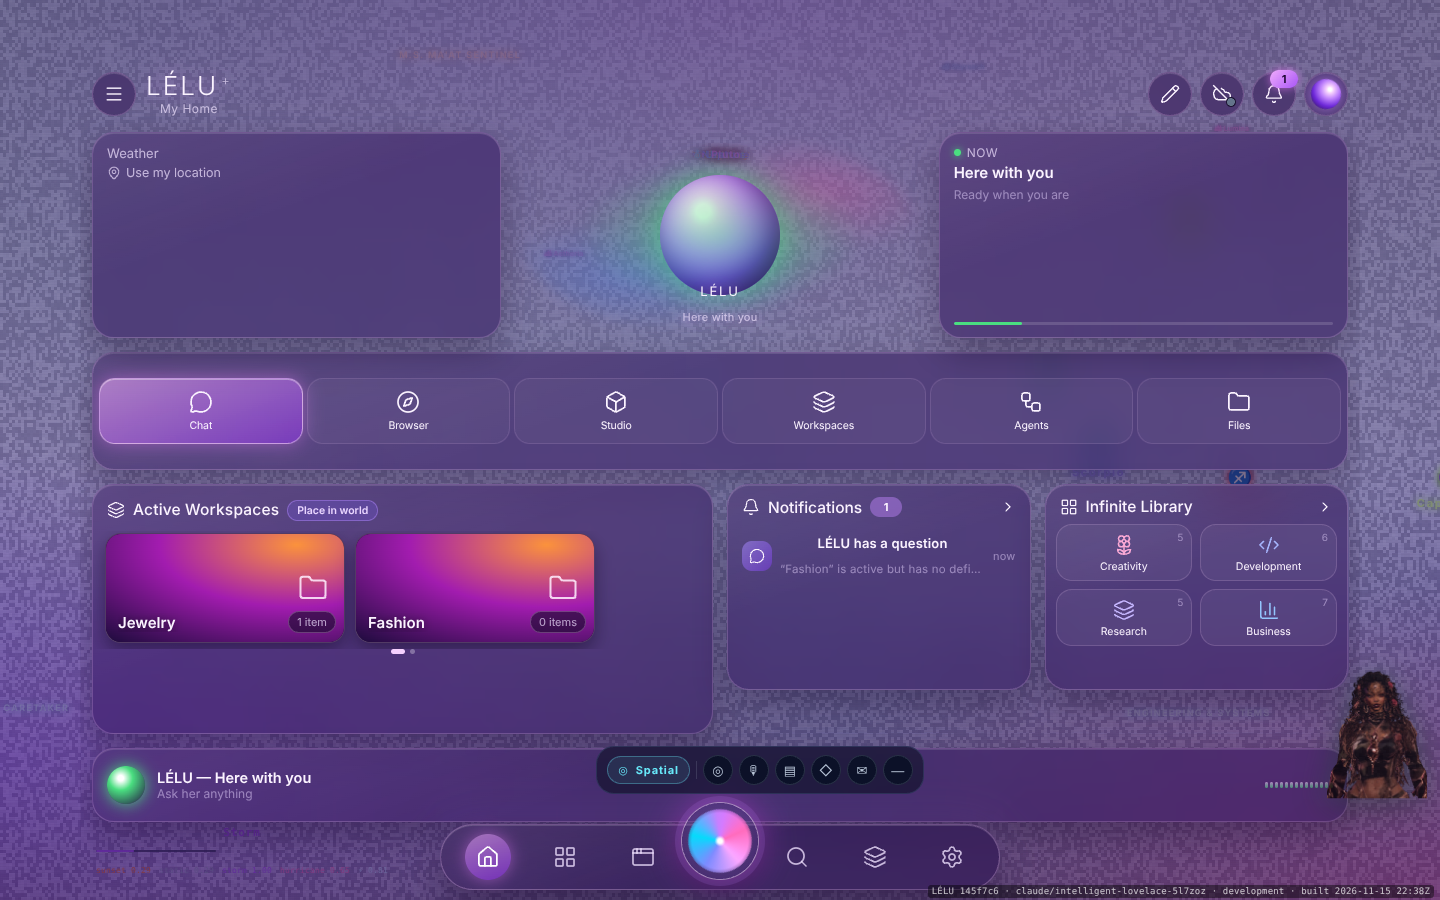 LÉLU +
My Home
1
Weather
Use my location
LÉLU
Here with you
NOW
Here with you
Ready when you are
Chat
Browser
Studio
Workspaces
Agents
Files
Active Workspaces
Place in world
Jewelry
1 item
Fashion
0 items
Notifications
1
LÉLU has a question
now
“Fashion” is active but has no defi...
Infinite Library
5
Creativity
6
Development
5
Research
7
Business
LÉLU — Here with you
Ask her anything
Spatial
LÉLU 145f7c6 · claude/intelligent-lovelace-5l7zoz · development · built 2026-11-15 22:38Z